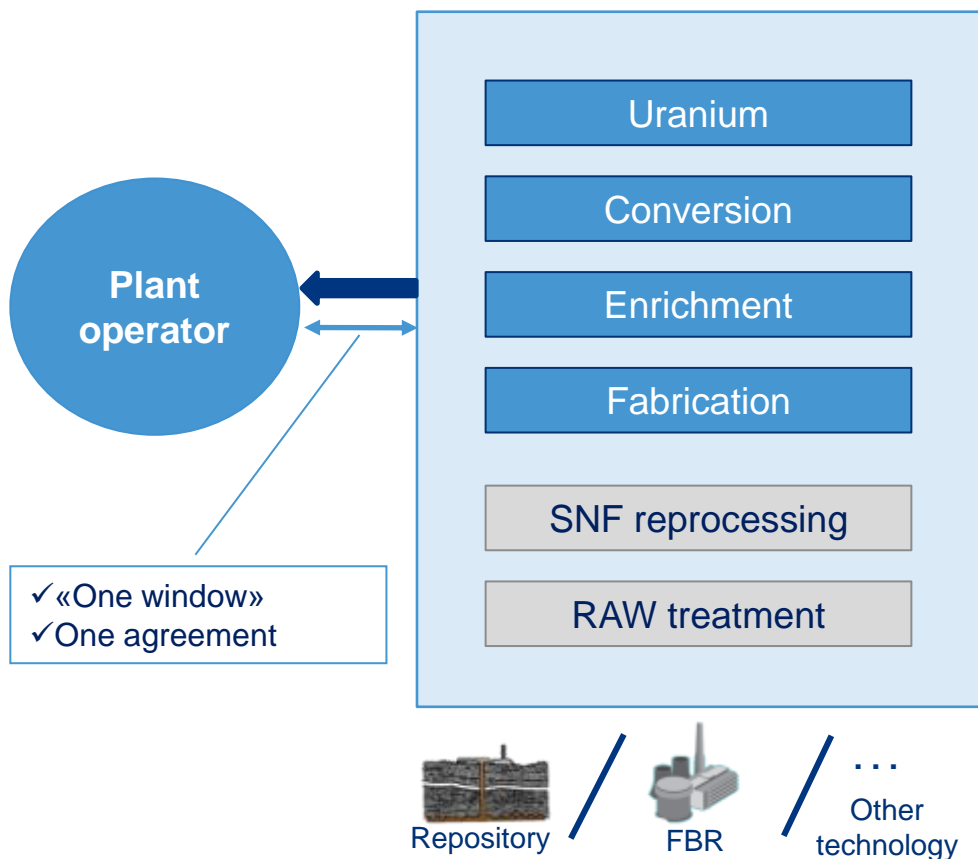 Uranium
Conversion
Enrichment
Fabrication
SNF reprocessing
RAW treatment
Plant
operator
✓«One window»
✓One agreement
Repository
/
FBR
/
...
Other
technology